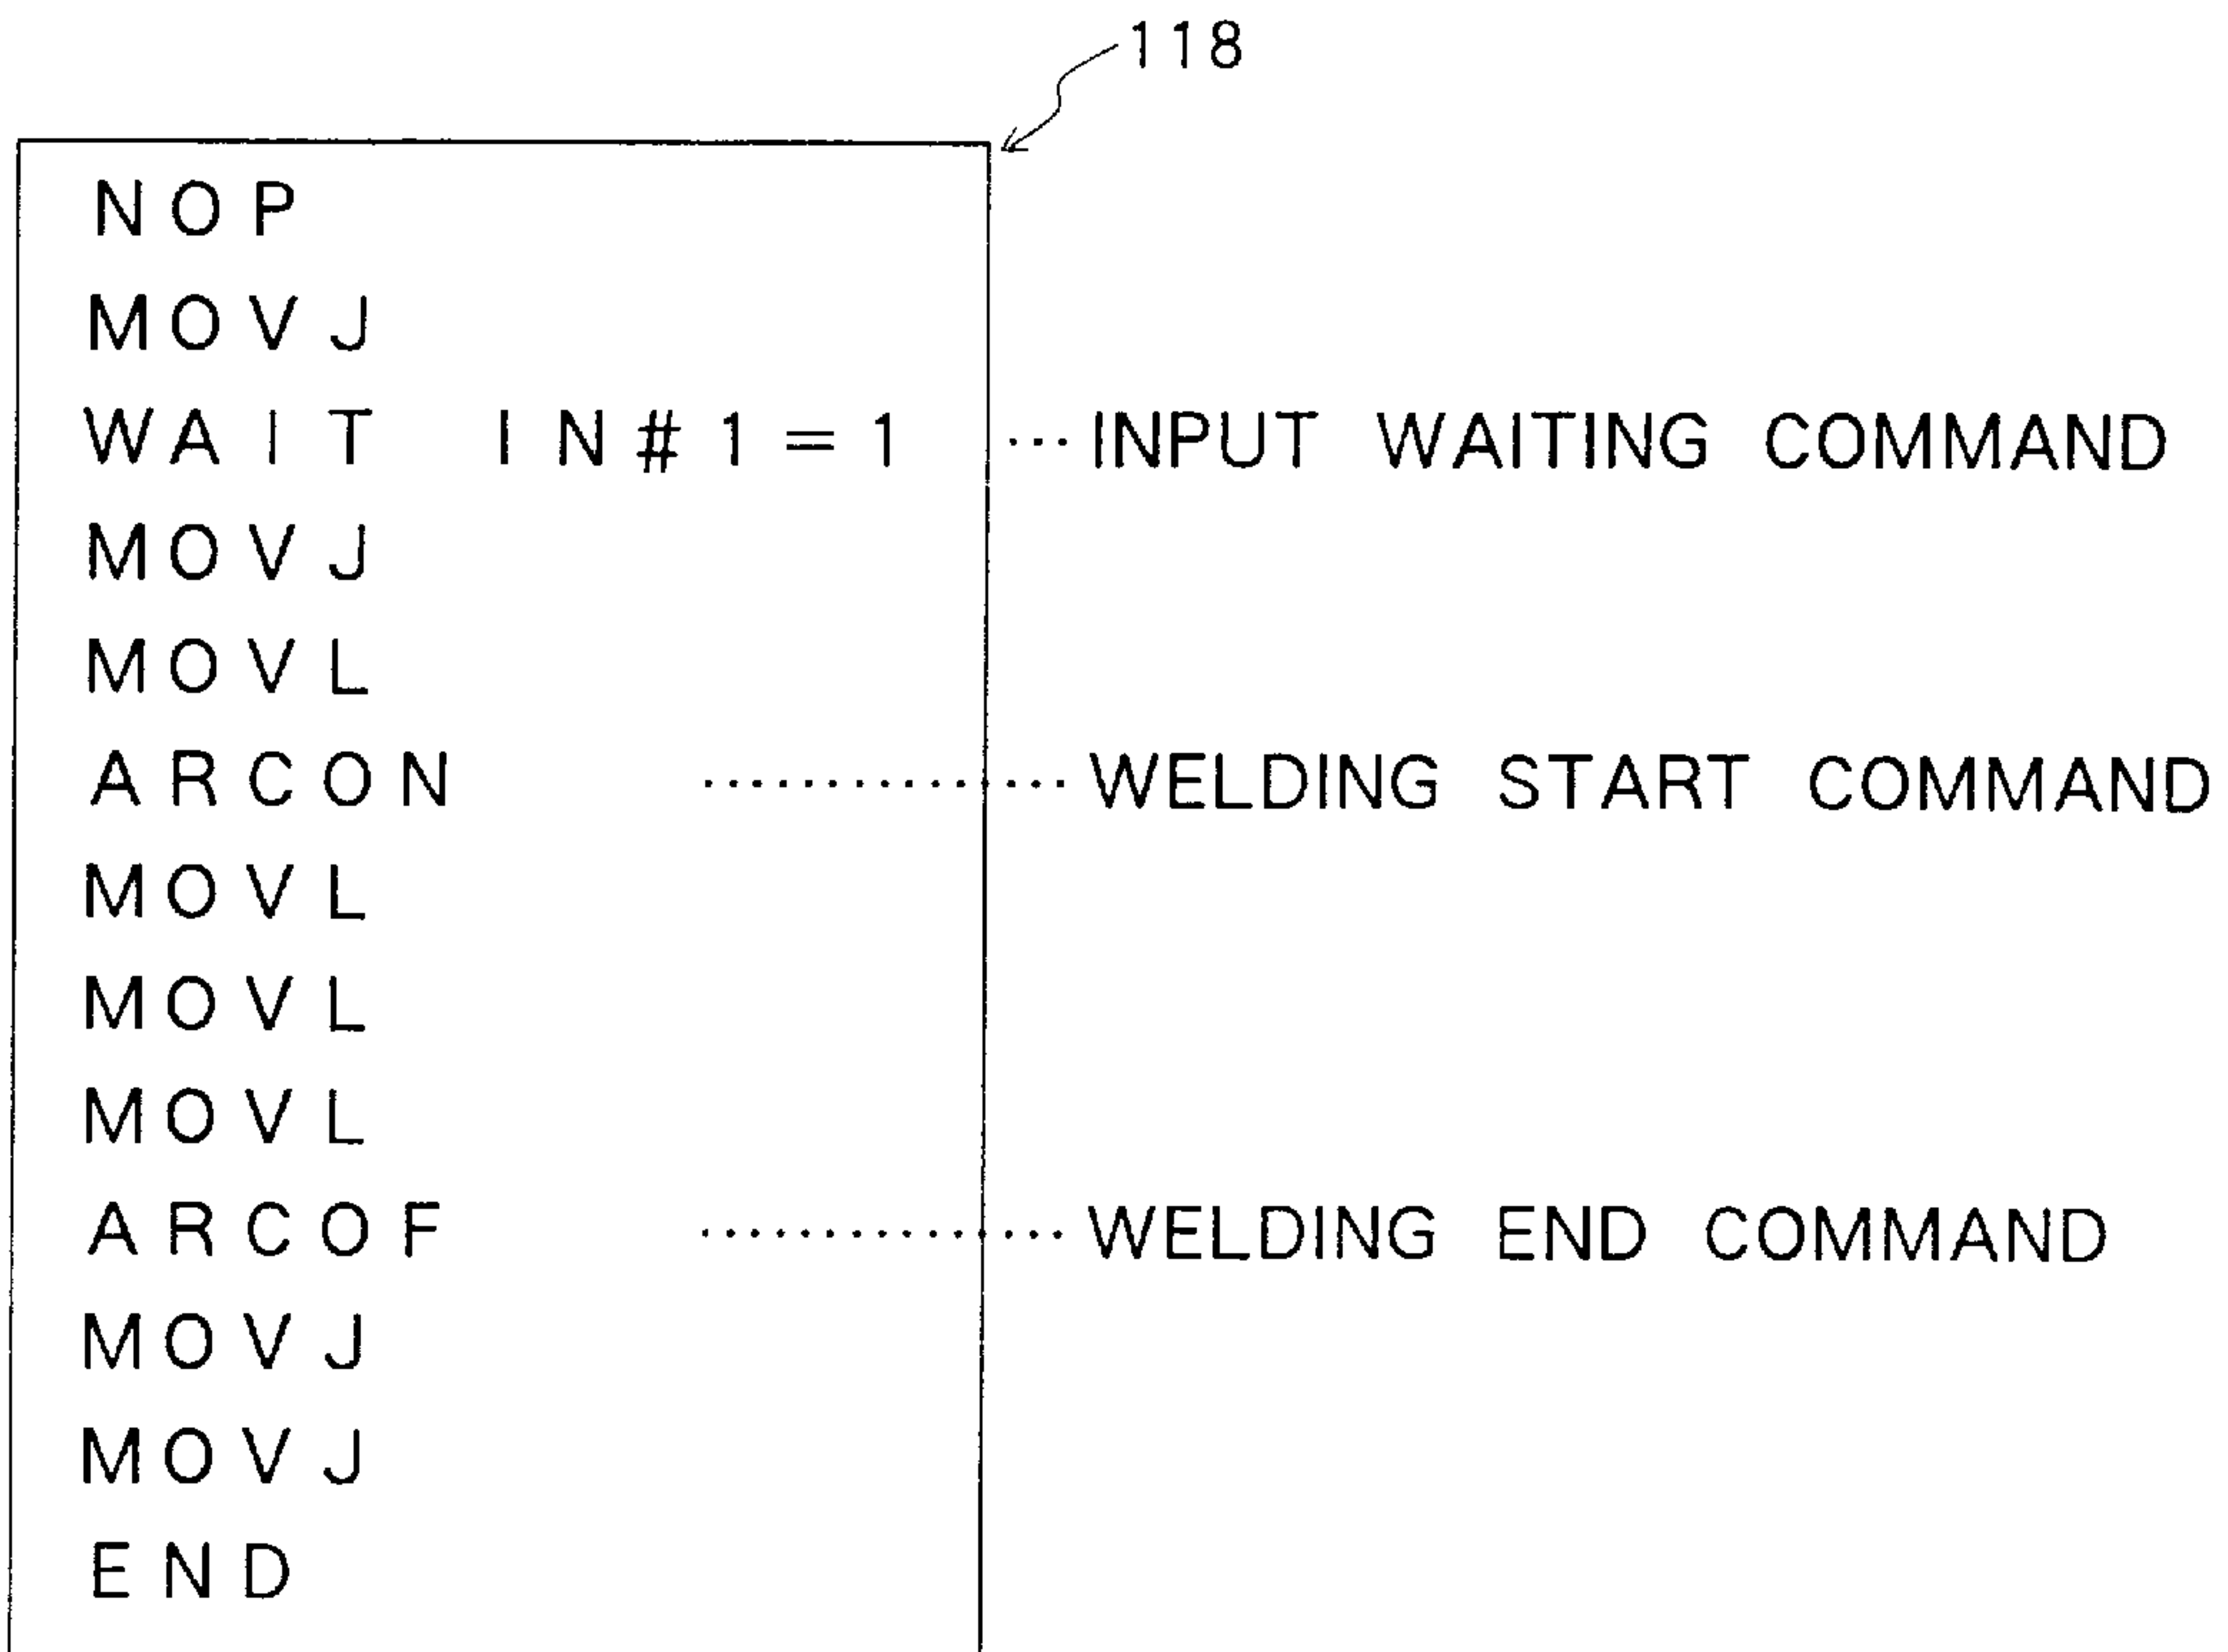 118
NOP
MOVJ
WAIT IN#1=1 ...INPUT WAITING COMMAND
MOVJ
MOVL
ARCON ...............WELDING START COMMAND
MOVL
MOVL
MOVL
ARCOF ...............WELDING END COMMAND
MOVJ
MOVJ
END